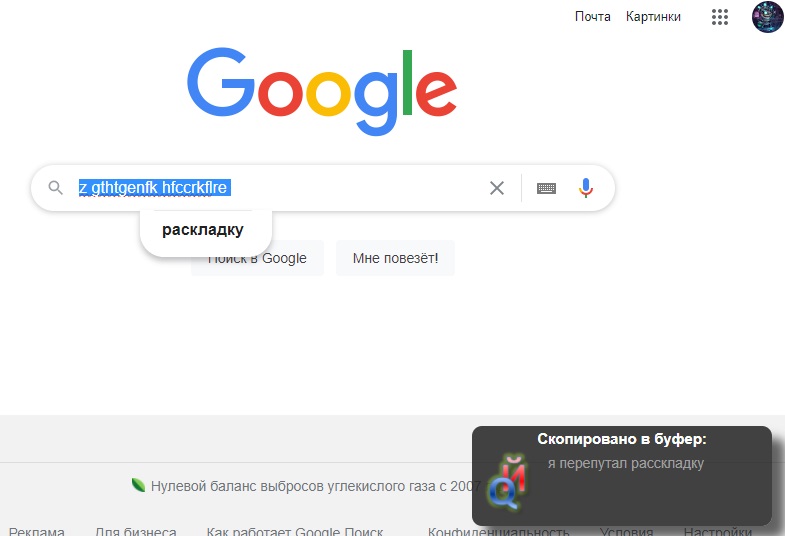 Почта Картинки
Google
z gthtgenfk hfccrkflre
раскладку
Поиск в Google Мне повезёт!
Скопировано в буфер:
я перепутал расскладку
Нулевой баланс выбросов углекислого газа с 2007
Реклама Для бизнеса Как работает Google Поиск Конфиденциальность Условия Настройки